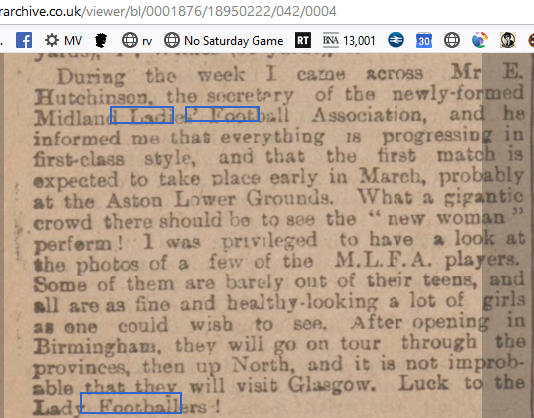 rarchive.co.uk/viewer/bl/0001876/18950222/042/0004
MV rv No Saturday Game RTN 13,001 30
During the week I came across Mr E.
Hutchinson, the secretary of the newly-formed
Midland Ladies' Football Association, and he
informed me that everything is progressing in
first-class style, and that the first match is
expected to take place early in March, probably
at the Aston Lower Grounds. What a gigantic
crowd there should be to see the "new woman"
perform! I was privileged to have a look at
the photos of a few of the M.L.F.A. players.
Some of them are barely out of their teens, and
all are as fine and healthy-looking a lot of girls
as one could wish to see. After opening in
Birmingham, they will go on tour through the
provinces, then up North, and it is not improb-
able that they will visit Glasgow. Luck to the
Lady Footballers!